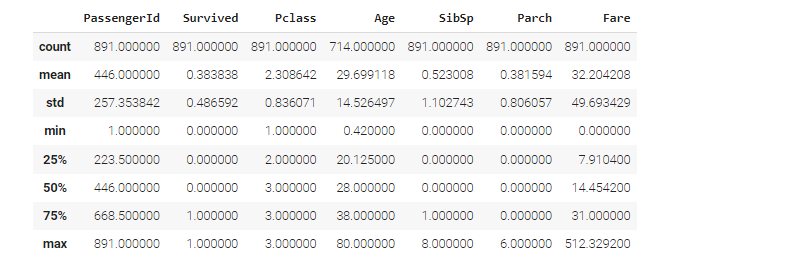 PassengerId Survived Pclass Age SibSp Parch Fare
count 891.000000 891.000000 891.000000 714.000000 891.000000 891.000000 891.000000
mean 446.000000 0.383838 2.308642 29.699118 0.523008 0.381594 32.204208
std 257.353842 0.486592 0.836071 14.526497 1.102743 0.806057 49.693429
min 1.000000 0.000000 1.000000 0.420000 0.000000 0.000000 0.000000
25% 223.500000 0.000000 2.000000 20.125000 0.000000 0.000000 7.910400
50% 446.000000 0.000000 3.000000 28.000000 0.000000 0.000000 14.454200
75% 668.500000 1.000000 3.000000 38.000000 1.000000 0.000000 31.000000
max 891.000000 1.000000 3.000000 80.000000 8.000000 6.000000 512.329200